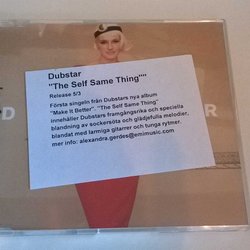 Dubstar
"The Self Same Thing""
Release 5/3
Första singeln från Dubstars nya album
"Make It Better". "The Self Same Thing"
innehåller Dubstars framgångsrika och speciella
blandning av sockersöta och glädjefulla melodier,
blandat med larmiga gitarrer och tunga rytmer.
mer info: alexandra.gerdes@emimusic.com
D
R